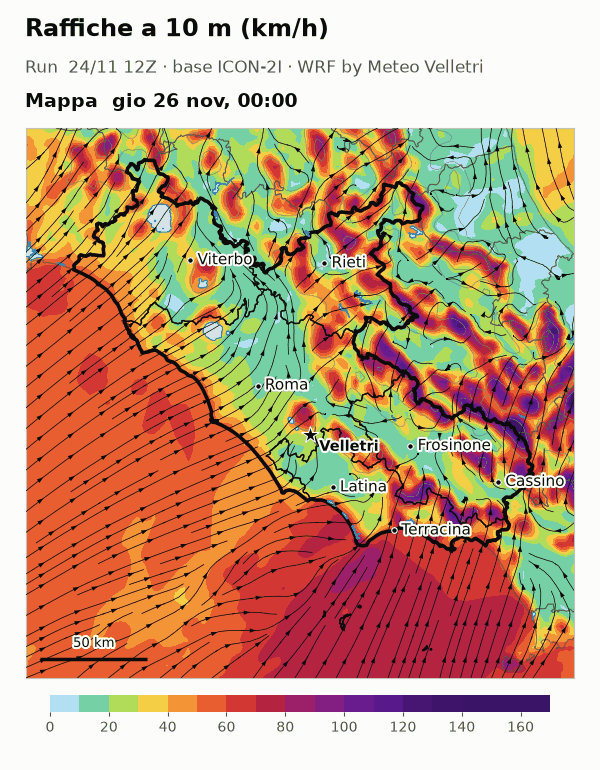 Raffiche a 10 m (km/h)
Run  24/11 12Z · base ICON-2I · WRF by Meteo Velletri
Mappa  gio 26 nov, 00:00
Viterbo
Rieti
Roma
Velletri
Frosinone
Cassino
Latina
Terracina
50 km
0 20 40 60 80 100 120 140 160